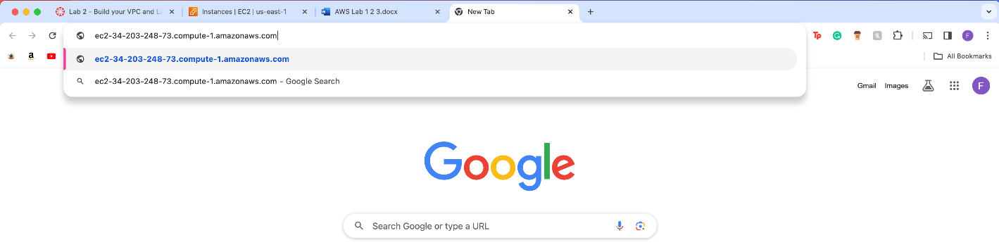 Lab 2 - Build your VPC and La
Instances | EC2 | us-east-1
AWS Lab 1 2 3.docx
New Tab
ec2-34-203-248-73.compute-1.amazonaws.com
ec2-34-203-248-73.compute-1.amazonaws.com
ec2-34-203-248-73.compute-1.amazonaws.com - Google Search
Tp
F
All Bookmarks
Gmail
Images
F
Google
Search Google or type a URL